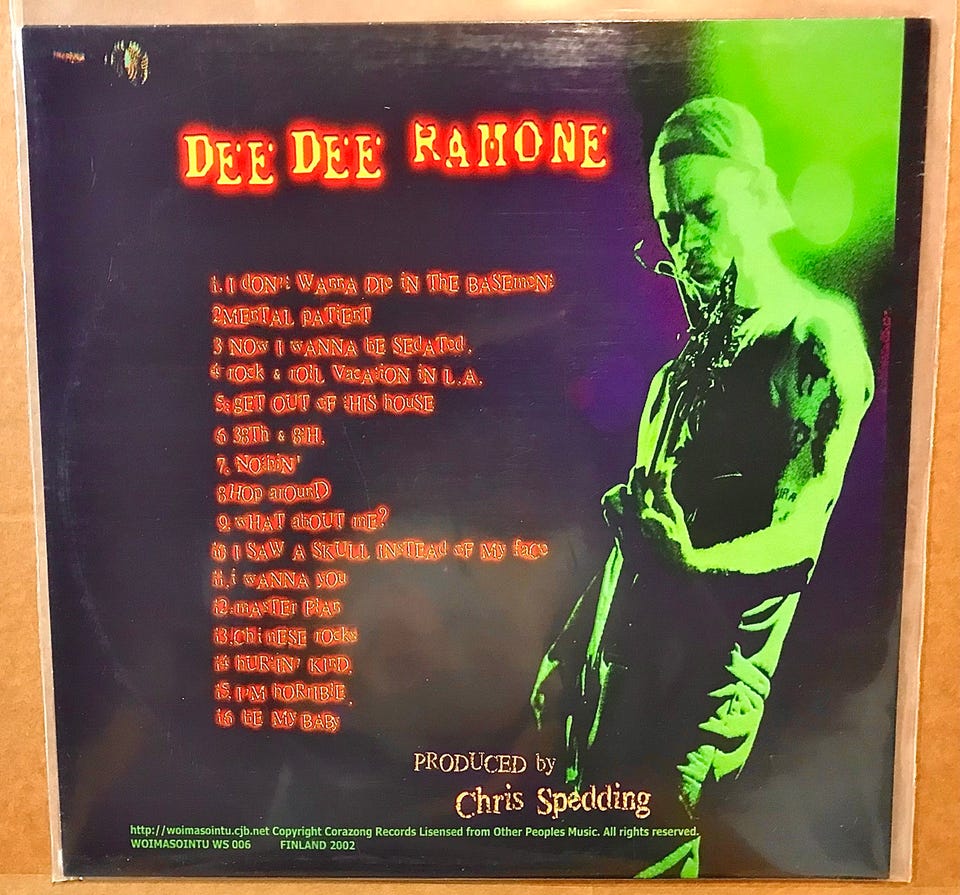 DEE DEE RAMONE
1. I dON't WANNA DIe iN ThE BASEmeNt
2 MENTAL PATiENT
3 NOW I WANNA bE SEdATed.
4 rock & rOLL VacATiON iN L.A.
5. gET OUT oF tHIS hOUSE
6 38Th & 8tH.
7. NOthiN'
8 HOP arounD
9. wHAT abOUT mE?
10 I SAW A SKULL INSTEAd oF My face
11. i WANNA yOU
12. maSTEr PlAN
13. ChiNESE rocks
14 hURTiN' KiND.
15. I'M hORRIBlE.
16 bE MY BABy
PRODUCED by
Chris Spedding
http://woimasointu.cjb.net Copyright Corazong Records Lisensed from Other Peoples Music. All rights reserved.
WOIMASOINTU WS 006 FINLAND 2002